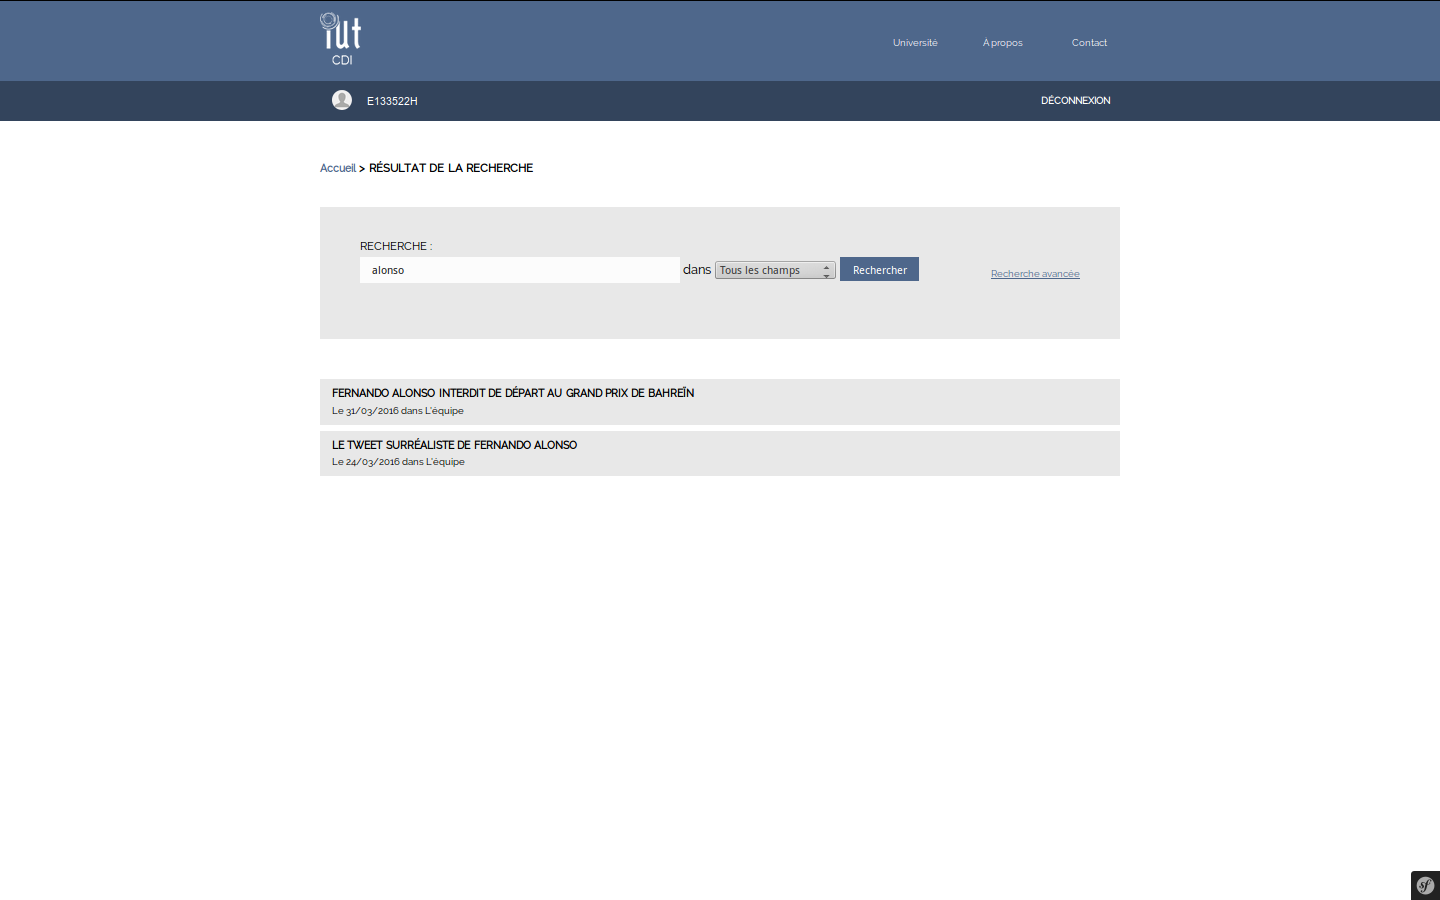 iut
CDI
Université
À propos
Contact
E133522H
DÉCONNEXION
Accueil > RÉSULTAT DE LA RECHERCHE
RECHERCHE :
alonso dans Tous les champs Rechercher
Recherche avancée
FERNANDO ALONSO INTERDIT DE DÉPART AU GRAND PRIX DE BAHREÏN
Le 31/03/2016 dans L'équipe
LE TWEET SURRÉALISTE DE FERNANDO ALONSO
Le 24/03/2016 dans L'équipe
sf